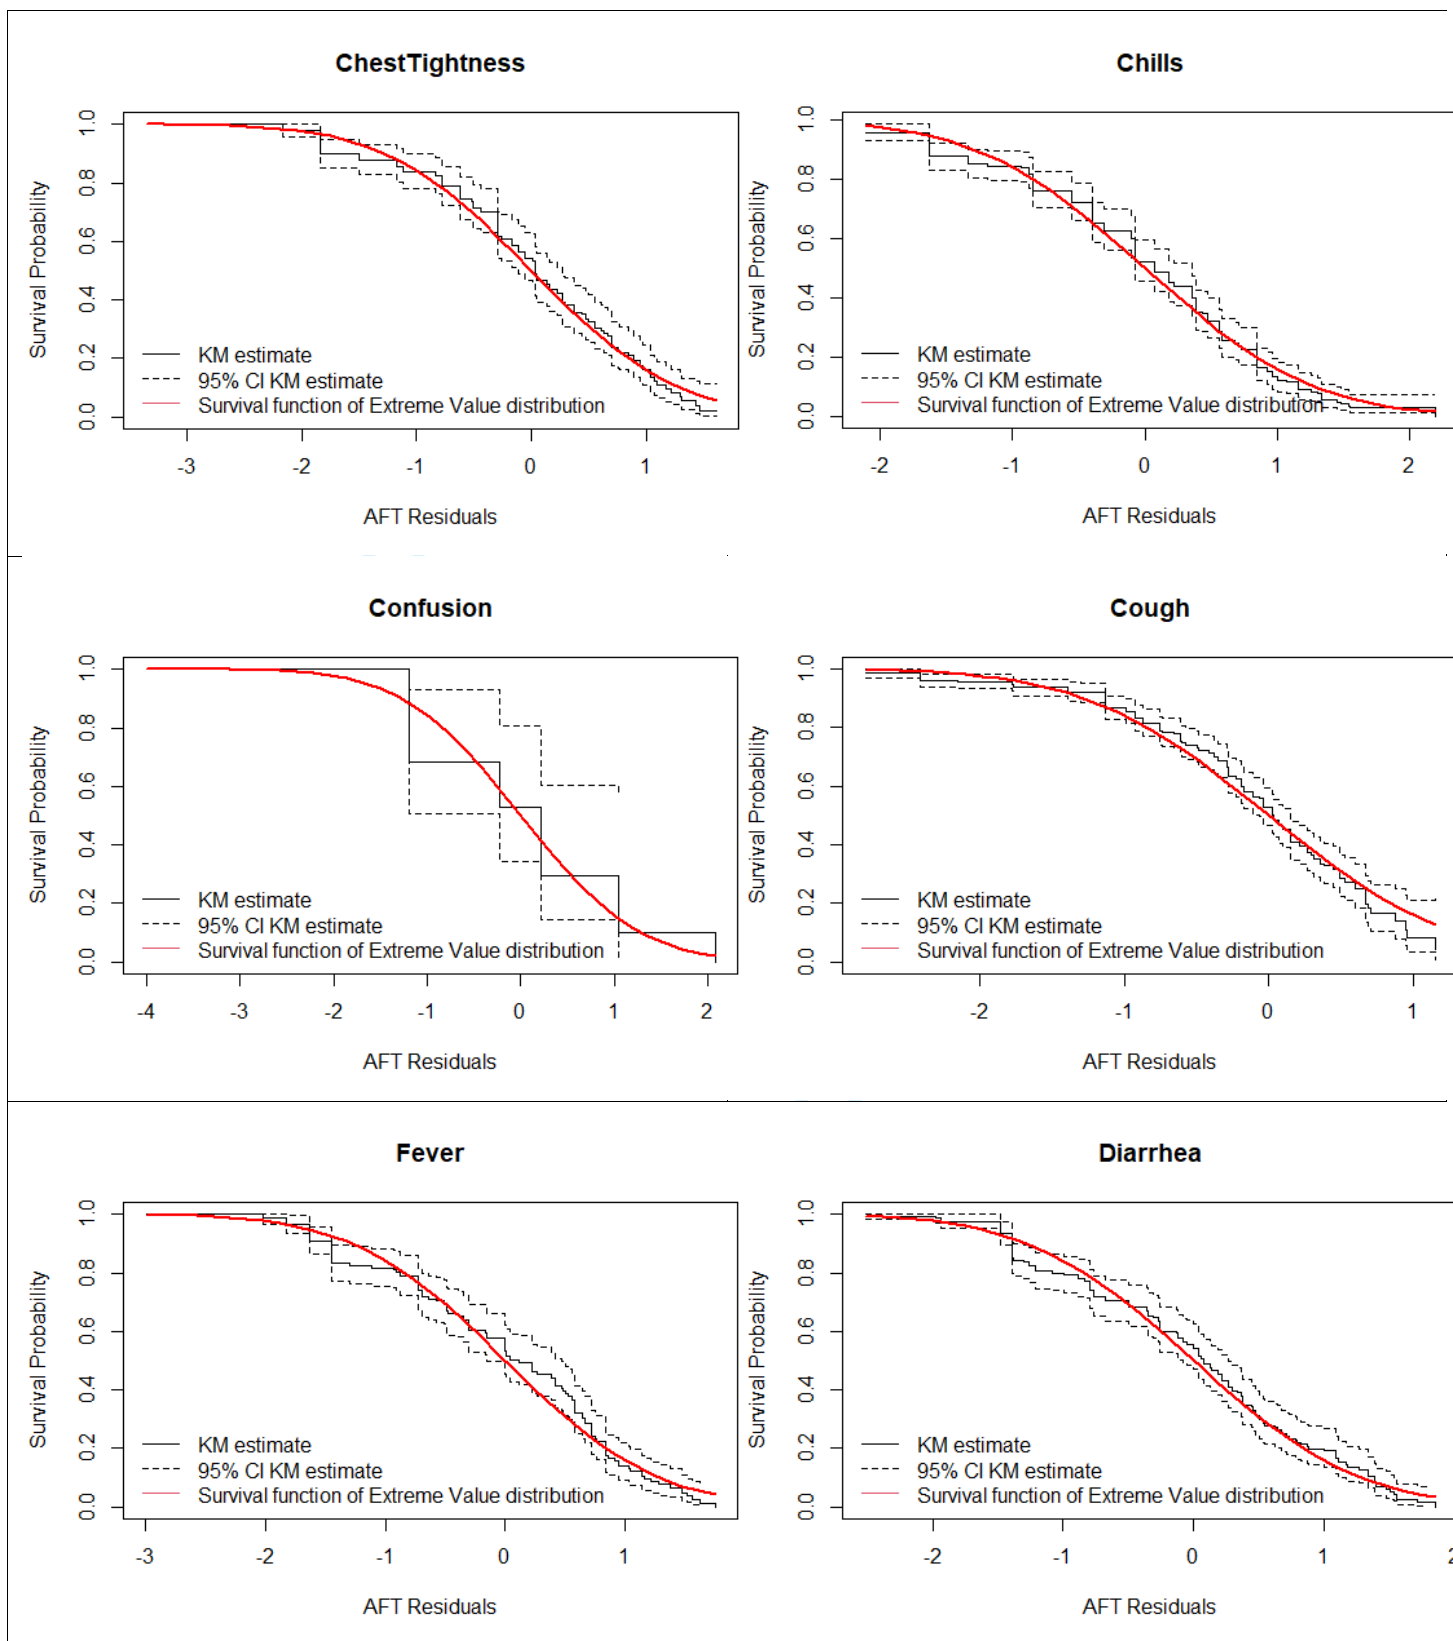 ChestTightness
Survival Probability
1.0
0.8
0.6
0.4
0.2
0.0
KM estimate
95% CI KM estimate
Survival function of Extreme Value distribution
-3 -2 -1 0 1
AFT Residuals
Chills
Survival Probability
1.0
0.8
0.6
0.4
0.2
0.0
KM estimate
95% CI KM estimate
Survival function of Extreme Value distribution
-2 -1 0 1 2
AFT Residuals
Confusion
Survival Probability
1.0
0.8
0.6
0.4
0.2
0.0
KM estimate
95% CI KM estimate
Survival function of Extreme Value distribution
-4 -3 -2 -1 0 1 2
AFT Residuals
Cough
Survival Probability
1.0
0.8
0.6
0.4
0.2
0.0
KM estimate
95% CI KM estimate
Survival function of Extreme Value distribution
-2 -1 0 1
AFT Residuals
Fever
Survival Probability
1.0
0.8
0.6
0.4
0.2
0.0
KM estimate
95% CI KM estimate
Survival function of Extreme Value distribution
-3 -2 -1 0 1
AFT Residuals
Diarrhea
Survival Probability
1.0
0.8
0.6
0.4
0.2
0.0
KM estimate
95% CI KM estimate
Survival function of Extreme Value distribution
-2 -1 0 1 2
AFT Residuals